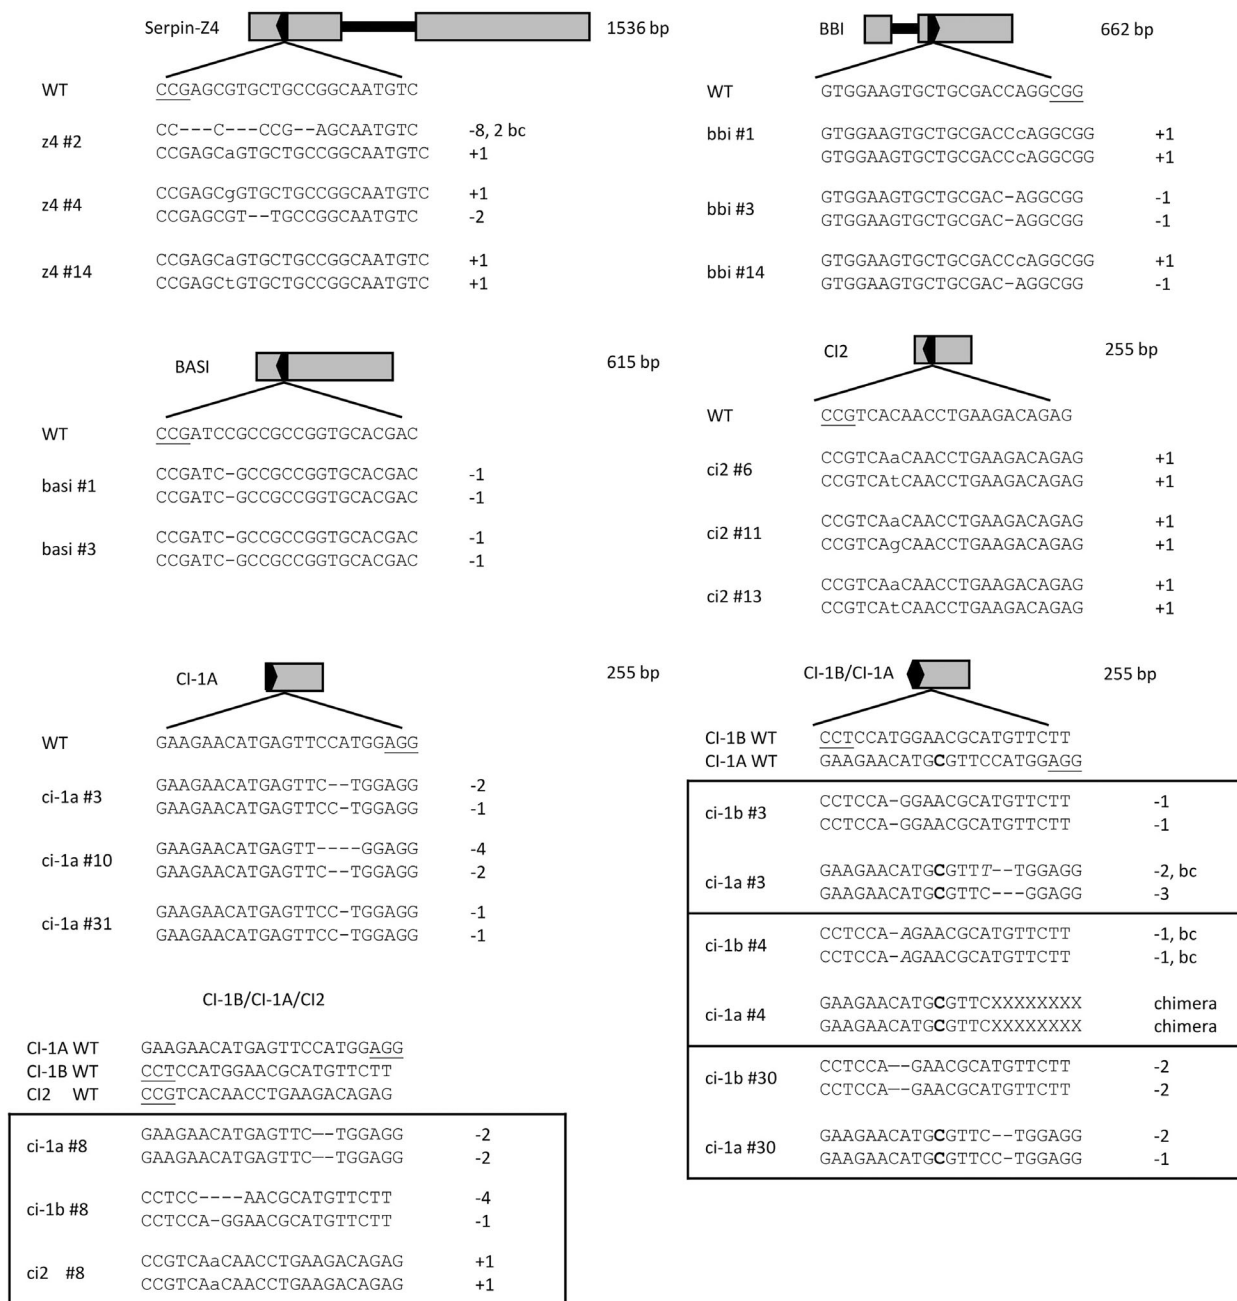 Serpin-Z4 1536 bp
WT CCGAGCGTGCTGCCGGCAATGTC
z4 #2
CC---C---CCG--AGCAATGTC -8, 2 bc
CCGAGCaGTGCTGCCGGCAATGTC +1
z4 #4
CCGAGCgGTGCTGCCGGCAATGTC +1
CCGAGCGT--TGCCGGCAATGTC -2
z4 #14
CCGAGCaGTGCTGCCGGCAATGTC +1
CCGAGCtGTGCTGCCGGCAATGTC +1
BBI 662 bp
WT GTGGAAGTGCTGCGACCAGGCGG
bbi #1
GTGGAAGTGCTGCGACCcAGGCGG +1
GTGGAAGTGCTGCGACCcAGGCGG +1
bbi #3
GTGGAAGTGCTGCGAC-AGGCGG -1
GTGGAAGTGCTGCGAC-AGGCGG -1
bbi #14
GTGGAAGTGCTGCGACCcAGGCGG +1
GTGGAAGTGCTGCGAC-AGGCGG -1
BASI 615 bp
WT CCGATCCGCCGCCGGTGCACGAC
basi #1
CCGATC-GCCGCCGGTGCACGAC -1
CCGATC-GCCGCCGGTGCACGAC -1
basi #3
CCGATC-GCCGCCGGTGCACGAC -1
CCGATC-GCCGCCGGTGCACGAC -1
CI2 255 bp
WT CCGTCACAACCTGAAGACAGAG
ci2 #6
CCGTCAaCAACCTGAAGACAGAG +1
CCGTCAtCAACCTGAAGACAGAG +1
ci2 #11
CCGTCAaCAACCTGAAGACAGAG +1
CCGTCAgCAACCTGAAGACAGAG +1
ci2 #13
CCGTCAaCAACCTGAAGACAGAG +1
CCGTCAtCAACCTGAAGACAGAG +1
CI-1A 255 bp
WT GAAGAACATGAGTTCCATGGAGG
ci-1a #3
GAAGAACATGAGTTC--TGGAGG -2
GAAGAACATGAGTTCC-TGGAGG -1
ci-1a #10
GAAGAACATGAGTT----GGAGG -4
GAAGAACATGAGTTC--TGGAGG -2
ci-1a #31
GAAGAACATGAGTTCC-TGGAGG -1
GAAGAACATGAGTTCC-TGGAGG -1
CI-1B/CI-1A 255 bp
CI-1B WT CCTCCATGGAACGCATGTTCTT
CI-1A WT GAAGAACATGCGTTCCATGGAGG
ci-1b #3
CCTCCA-GGAACGCATGTTCTT -1
CCTCCA-GGAACGCATGTTCTT -1
ci-1a #3
GAAGAACATGCGTTT--TGGAGG -2, bc
GAAGAACATGCGTTC---GGAGG -3
ci-1b #4
CCTCCA-AGAACGCATGTTCTT -1, bc
CCTCCA-AGAACGCATGTTCTT -1, bc
ci-1a #4
GAAGAACATGCGTTCXXXXXXXX chimera
GAAGAACATGCGTTCXXXXXXXX chimera
ci-1b #30
CCTCCA--GAACGCATGTTCTT -2
CCTCCA--GAACGCATGTTCTT -2
ci-1a #30
GAAGAACATGCGTTC--TGGAGG -2
GAAGAACATGCGTTCC-TGGAGG -1
CI-1B/CI-1A/CI2
CI-1A WT GAAGAACATGAGTTCCATGGAGG
CI-1B WT CCTCCATGGAACGCATGTTCTT
CI2 WT CCGTCACAACCTGAAGACAGAG
ci-1a #8
GAAGAACATGAGTTC--TGGAGG -2
GAAGAACATGAGTTC--TGGAGG -2
ci-1b #8
CCTCC----AACGCATGTTCTT -4
CCTCCA-GGAACGCATGTTCTT -1
ci2 #8
CCGTCAaCAACCTGAAGACAGAG +1
CCGTCAaCAACCTGAAGACAGAG +1